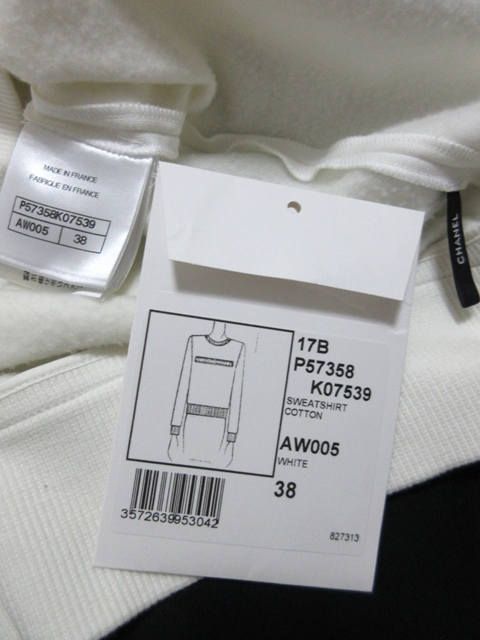 MADE IN FRANCE
FABRIQUE EN FRANCE
P57358K07539
AW005 38
CHANEL
17B
P57358
K07539
SWEATSHIRT
COTTON
AW005
WHITE
38
3572639953042
827313